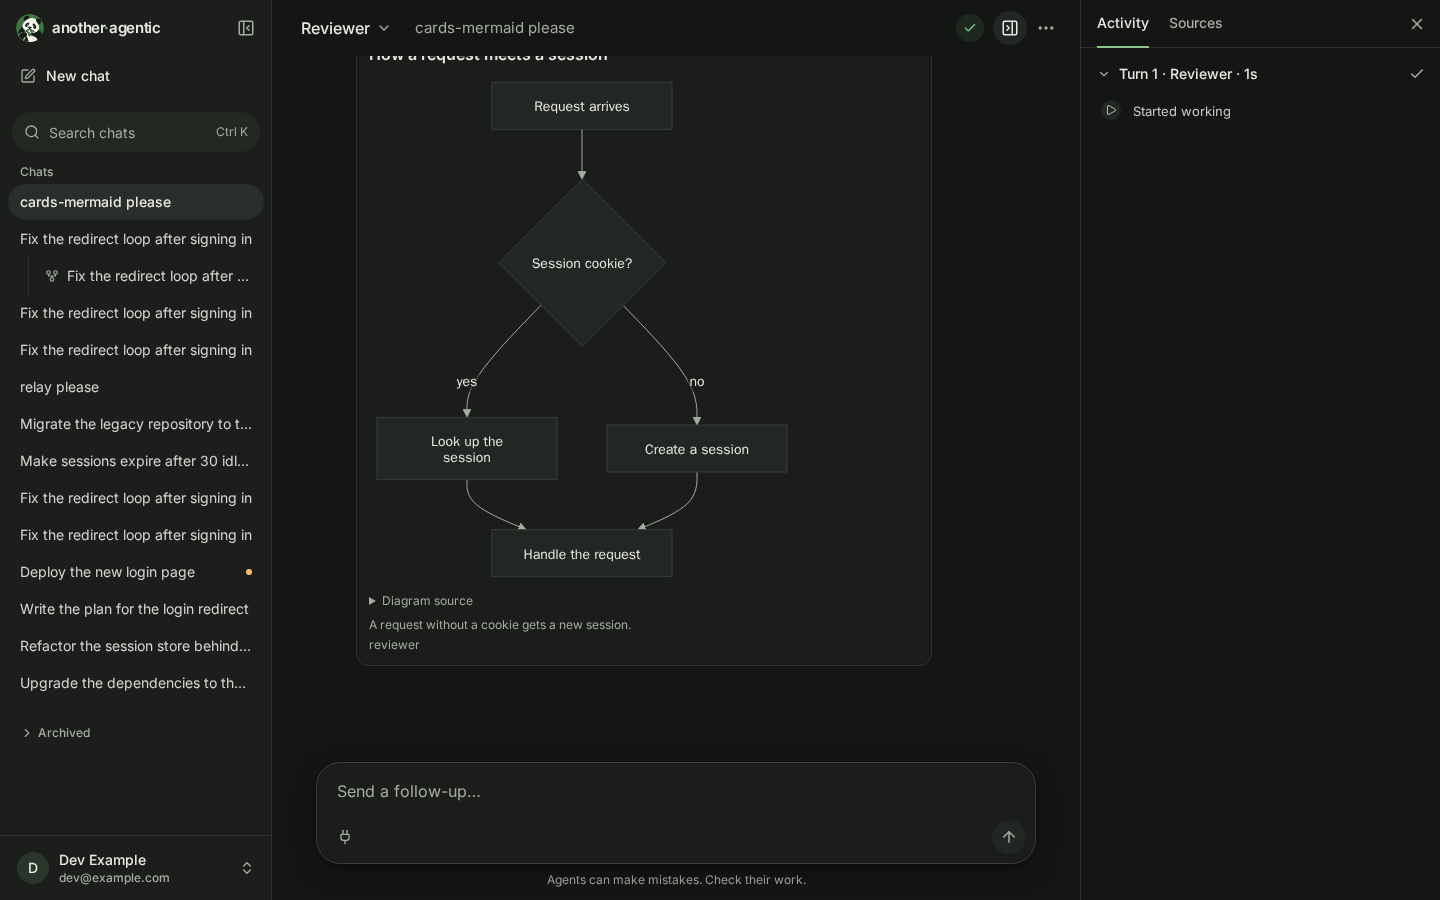 another·agentic
New chat
Search chats
Ctrl K
Chats
cards-mermaid please
Fix the redirect loop after signing in
Fix the redirect loop after ...
Fix the redirect loop after signing in
Fix the redirect loop after signing in
relay please
Migrate the legacy repository to t...
Make sessions expire after 30 idl...
Fix the redirect loop after signing in
Fix the redirect loop after signing in
Deploy the new login page
Write the plan for the login redirect
Refactor the session store behind...
Upgrade the dependencies to th...
Archived
D
Dev Example
dev@example.com
Reviewer
cards-mermaid please
How a request meets a session
Request arrives
Session cookie?
yes
no
Look up the
session
Create a session
Handle the request
Diagram source
A request without a cookie gets a new session.
reviewer
Send a follow-up...
Agents can make mistakes. Check their work.
Activity
Sources
Turn 1 · Reviewer · 1s
Started working